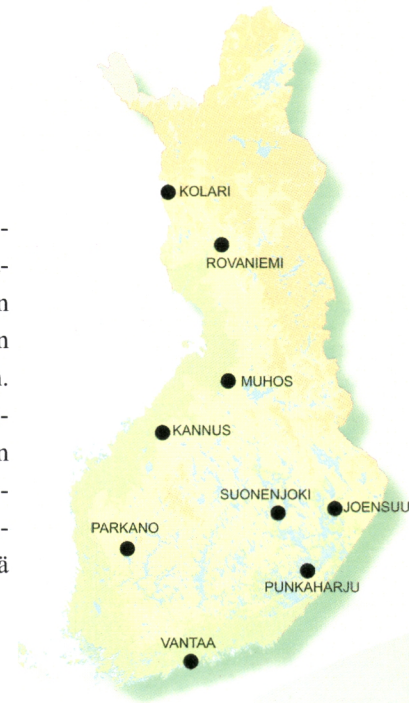 KOLARI
ROVANIEMI
MUHOS
KANNUS
SUONENJOKI
JOENSUU
PARKANO
PUNKAHARJU
VANTAA